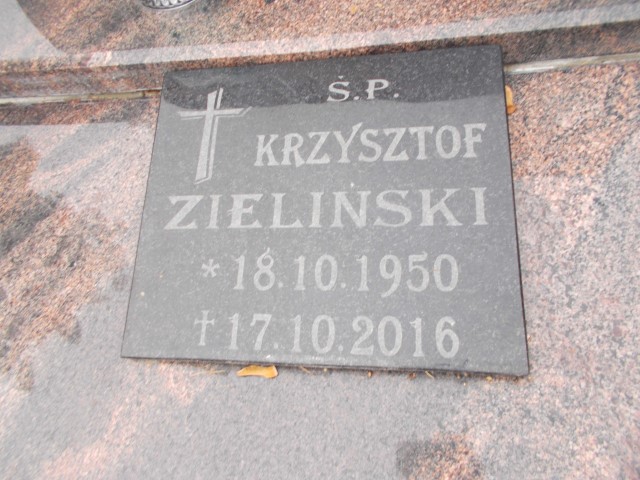 Ś.P.
KRZYSZTOF
ZIELIŃSKI
* 18.10.1950
† 17.10.2016